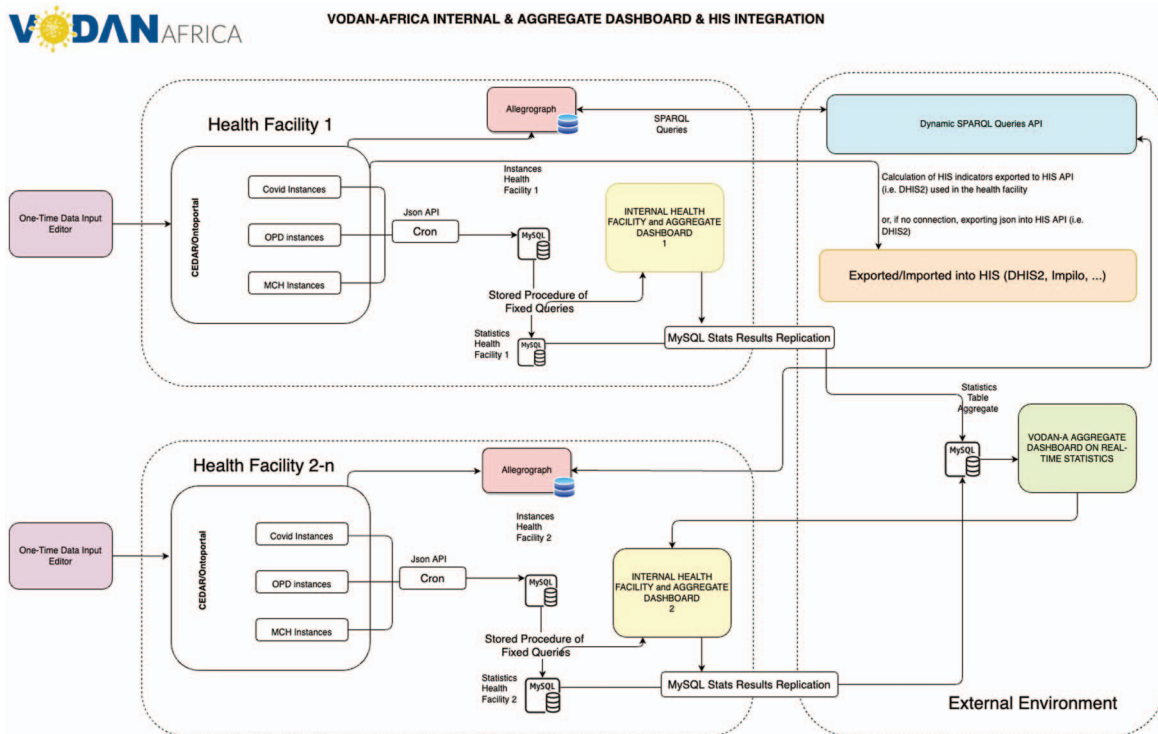 VODAN-AFRICA INTERNAL & AGGREGATE DASHBOARD & HIS INTEGRATION
VODAN AFRICA
Health Facility 1
Allegrograph
SPARQL
Queries
Dynamic SPARQL Queries API
One-Time Data Input
Editor
CEDAR/Ontoportal
Covid Instances
OPD instances
MCH Instances
Json API
Cron
Instances
Health
Facility 1
MySQL
INTERNAL HEALTH
FACILITY and AGGREGATE
DASHBOARD
1
Calculation of HIS indicators exported to HIS API
(i.e. DHIS2) used in the health facility
or, if no connection, exporting json into HIS API (i.e.
DHIS2)
Exported/Imported into HIS (DHIS2, Impilo, ...)
Stored Procedure of
Fixed Queries
Statistics
Health
Facility 1
MySQL
MySQL Stats Results Replication
Statistics
Table
Aggregate
MySQL
VODAN-A AGGREGATE
DASHBOARD ON REAL-
TIME STATISTICS
Health Facility 2-n
Allegrograph
One-Time Data Input
Editor
CEDAR/Ontoportal
Covid Instances
OPD instances
MCH Instances
Json API
Cron
Instances
Health
Facility 2
MySQL
INTERNAL HEALTH
FACILITY and AGGREGATE
DASHBOARD
2
Stored Procedure of
Fixed Queries
Statistics
Health
Facility 2
MySQL
MySQL Stats Results Replication
External Environment